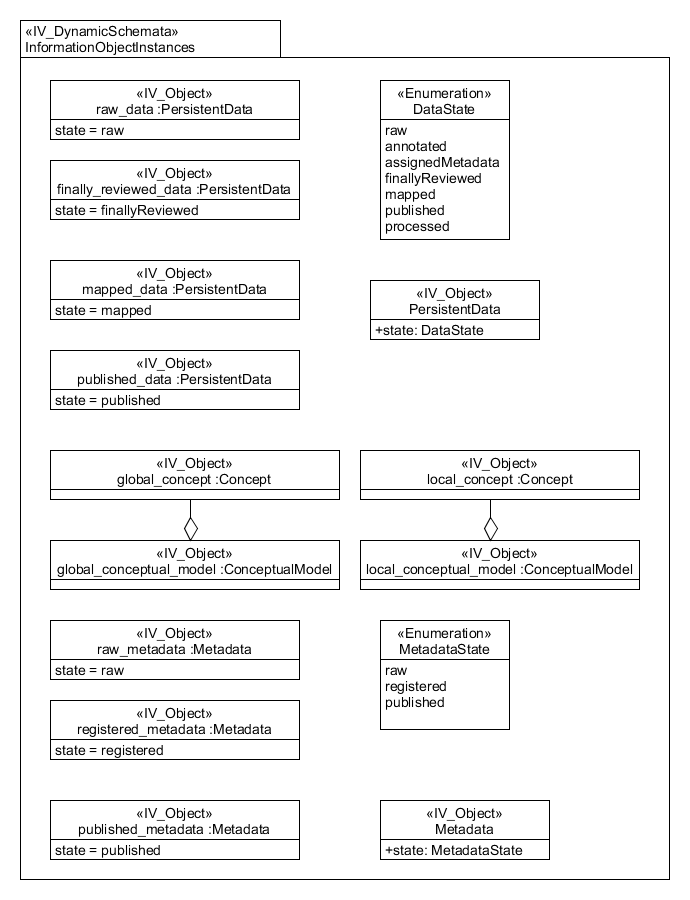 «IV_DynamicSchemata»
InformationObjectInstances
«IV_Object»
raw_data :PersistentData
state = raw
«Enumeration»
DataState
raw
annotated
assignedMetadata
finallyReviewed
mapped
published
processed
«IV_Object»
finally_reviewed_data :PersistentData
state = finallyReviewed
«IV_Object»
mapped_data :PersistentData
state = mapped
«IV_Object»
PersistentData
+state: DataState
«IV_Object»
published_data :PersistentData
state = published
«IV_Object»
global_concept :Concept
«IV_Object»
local_concept :Concept
«IV_Object»
global_conceptual_model :ConceptualModel
«IV_Object»
local_conceptual_model :ConceptualModel
«IV_Object»
raw_metadata :Metadata
state = raw
«Enumeration»
MetadataState
raw
registered
published
«IV_Object»
registered_metadata :Metadata
state = registered
«IV_Object»
published_metadata :Metadata
state = published
«IV_Object»
Metadata
+state: MetadataState